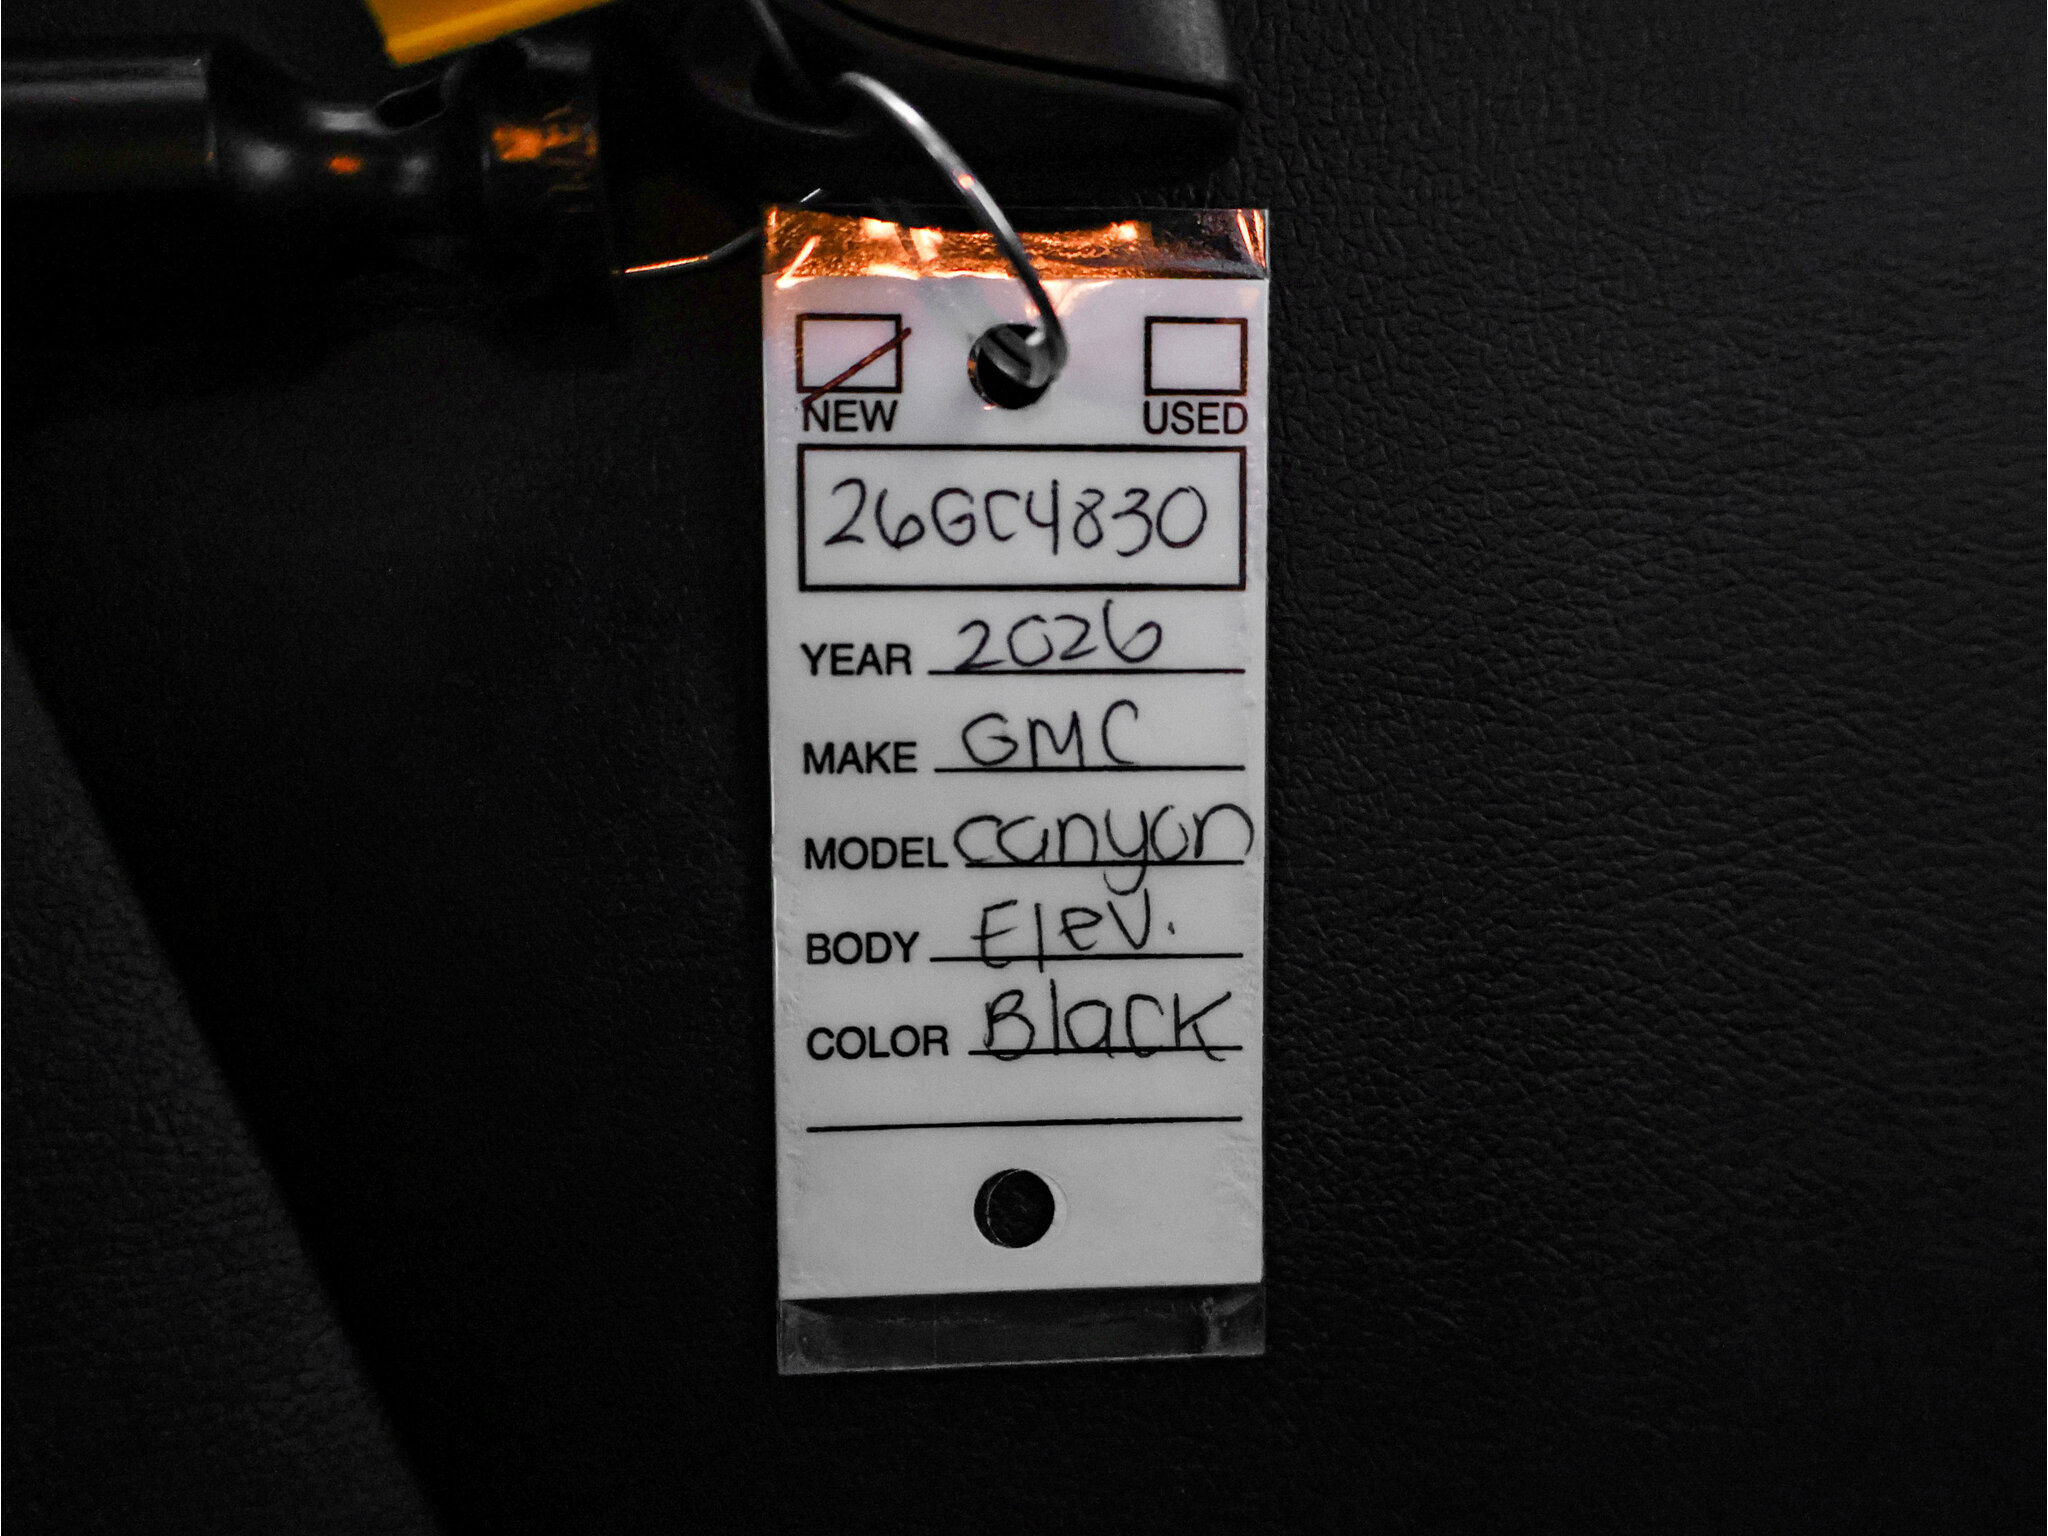 NEW USED
26GC4830
YEAR 2026
MAKE GMC
MODEL canyon
BODY Elev.
COLOR Black